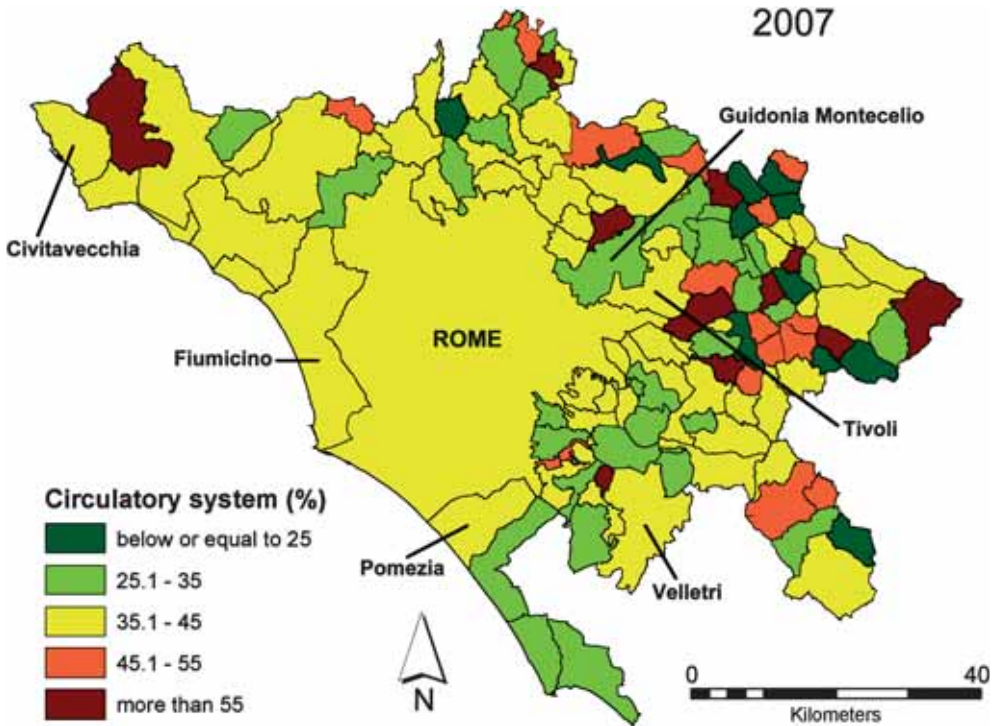 2007
Guidonia Montecelio
Civitavecchia
ROME
Fiumicino
Tivoli
Circulatory system (%)
below or equal to 25
25.1 - 35
35.1 - 45
45.1 - 55
more than 55
Pomezia
Velletri
N
0 40
Kilometers